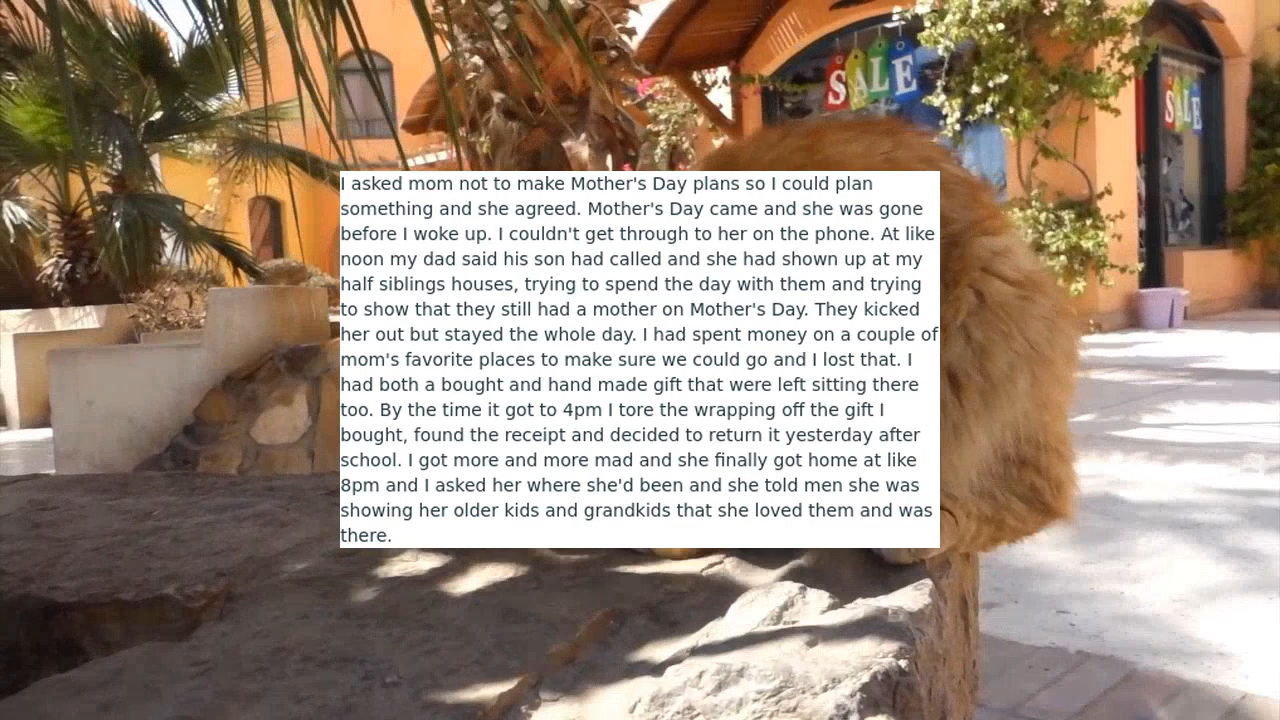 SALE
SALE
I asked mom not to make Mother's Day plans so I could plan
something and she agreed. Mother's Day came and she was gone
before I woke up. I couldn't get through to her on the phone. At like
noon my dad said his son had called and she had shown up at my
half siblings houses, trying to spend the day with them and trying
to show that they still had a mother on Mother's Day. They kicked
her out but stayed the whole day. I had spent money on a couple of
mom's favorite places to make sure we could go and I lost that. I
had both a bought and hand made gift that were left sitting there
too. By the time it got to 4pm I tore the wrapping off the gift I
bought, found the receipt and decided to return it yesterday after
school. I got more and more mad and she finally got home at like
8pm and I asked her where she'd been and she told men she was
showing her older kids and grandkids that she loved them and was
there.